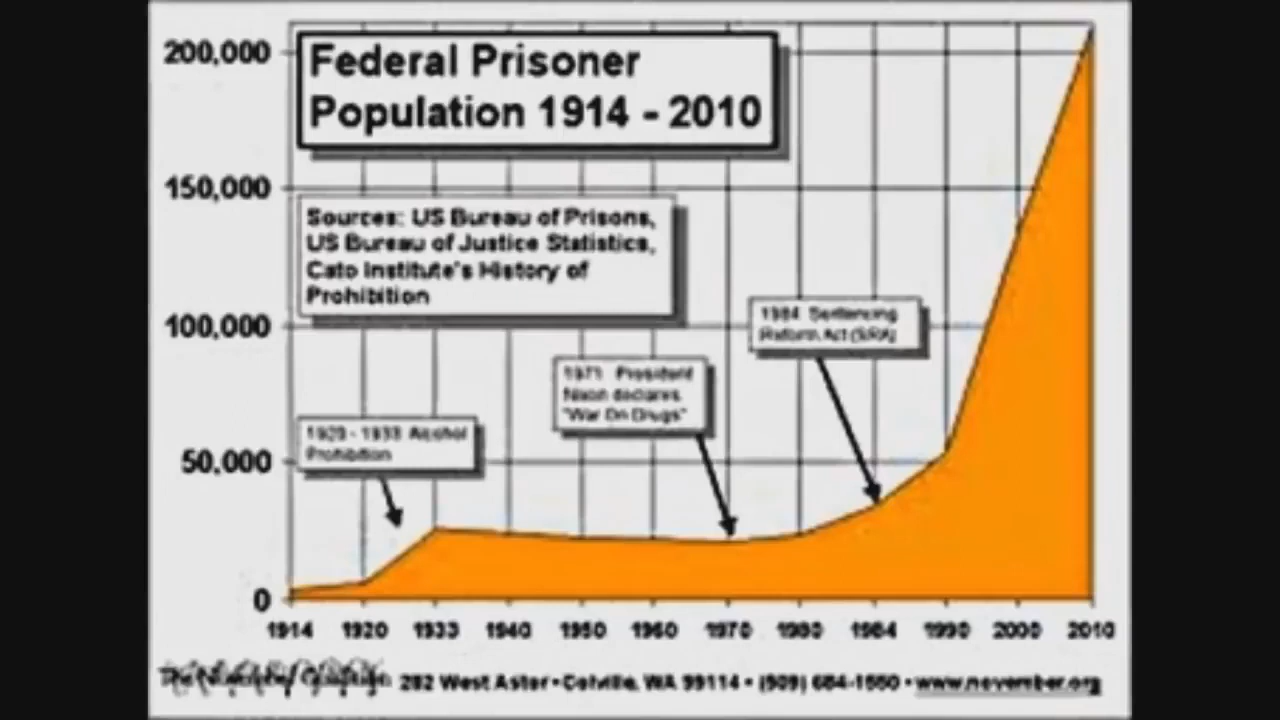 Federal Prisoner
Population 1914 - 2010
200,000
150,000
100,000
50,000
0
Sources: US Bureau of Prisons,
US Bureau of Justice Statistics,
Cato Institute's History of
Prohibition
1984 Sentencing
Reform Act (SRA)
1971 President
Nixon declares
"War On Drugs"
1920 - 1933 Alcohol
Prohibition
1914 1920 1933 1940 1950 1960 1970 1980 1984 1990 2000 2010
The November Coalition 282 West Astor • Colville, WA 99114 • (509) 684-1550 • www.november.org